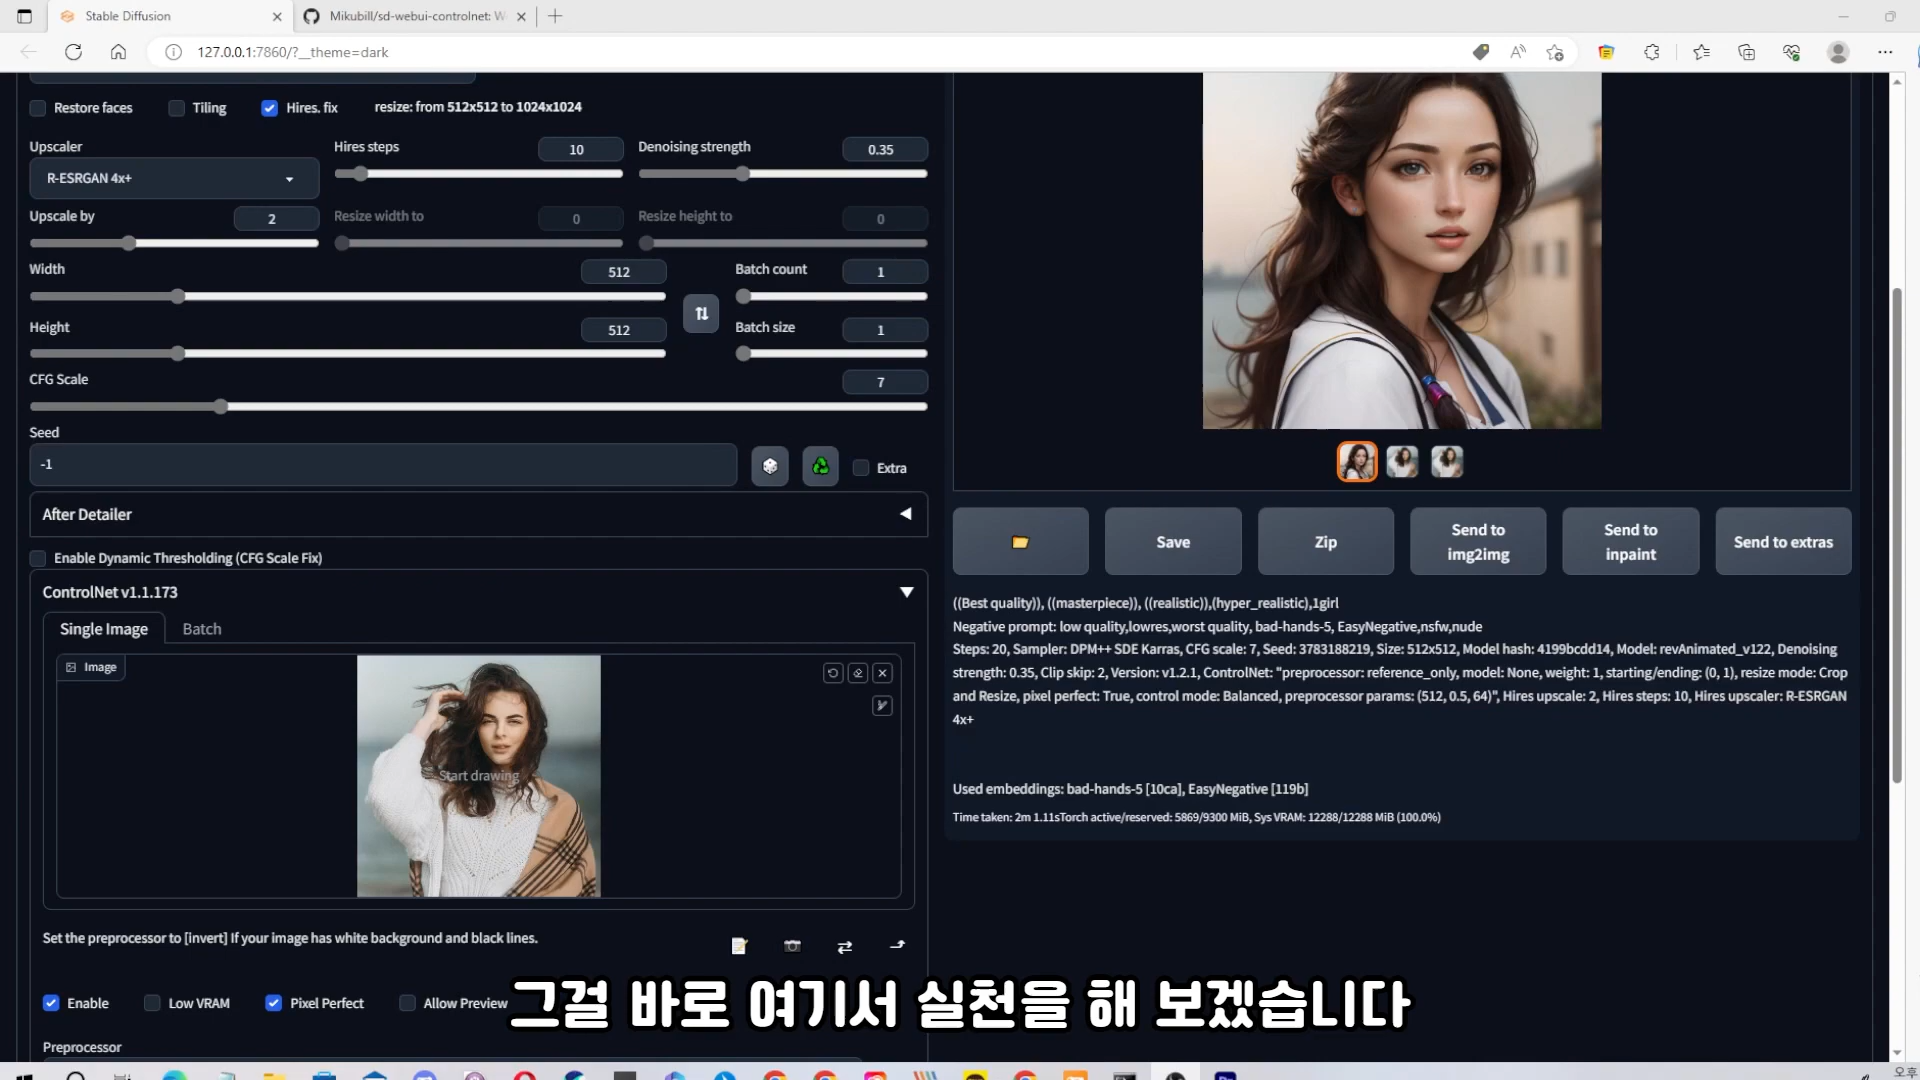 Stable Diffusion
Mikubill/sd-webui-controlnet: W
127.0.0.1:7860/?__theme=dark
Restore faces
Tiling
Hires. fix
resize: from 512x512 to 1024x1024
Upscaler
R-ESRGAN 4x+
Hires steps
10
Denoising strength
0.35
Upscale by
2
Resize width to
0
Resize height to
0
Width
512
Batch count
1
Height
512
Batch size
1
CFG Scale
7
Seed
-1
Extra
After Detailer
Enable Dynamic Thresholding (CFG Scale Fix)
ControlNet v1.1.173
Single Image
Batch
Image
Start drawing
Set the preprocessor to [invert] If your image has white background and black lines.
Enable
Low VRAM
Pixel Perfect
Allow Preview
Preprocessor
Save
Zip
Send to
img2img
Send to
inpaint
Send to extras
((Best quality)), ((masterpiece)), ((realistic)),(hyper_realistic),1girl
Negative prompt: low quality,lowres,worst quality, bad-hands-5, EasyNegative,nsfw,nude
Steps: 20, Sampler: DPM++ SDE Karras, CFG scale: 7, Seed: 3783188219, Size: 512x512, Model hash: 4199bcdd14, Model: revAnimated_v122, Denoising
strength: 0.35, Clip skip: 2, Version: v1.2.1, ControlNet: "preprocessor: reference_only, model: None, weight: 1, starting/ending: (0, 1), resize mode: Crop
and Resize, pixel perfect: True, control mode: Balanced, preprocessor params: (512, 0.5, 64)", Hires upscale: 2, Hires steps: 10, Hires upscaler: R-ESRGAN
4x+
Used embeddings: bad-hands-5 [10ca], EasyNegative [119b]
Time taken: 2m 1.11sTorch active/reserved: 5869/9300 MiB, Sys VRAM: 12288/12288 MiB (100.0%)
그걸 바로 여기서 실천을 해 보겠습니다
오후